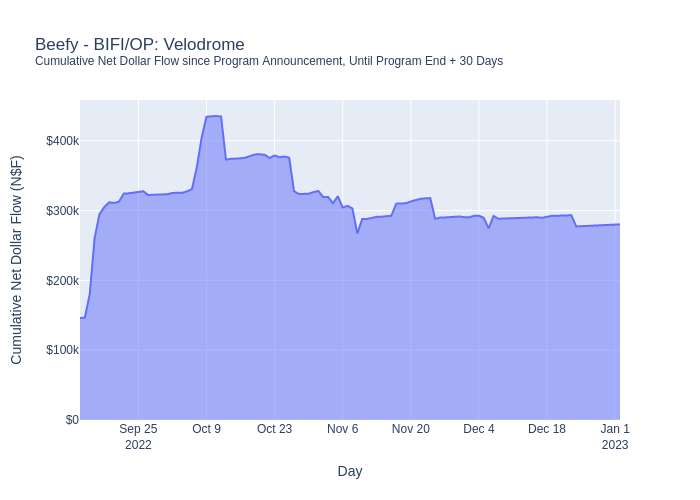 Beefy - BIFI/OP: Velodrome
Cumulative Net Dollar Flow since Program Announcement, Until Program End + 30 Days
Cumulative Net Dollar Flow (N$F)
$400k
$300k
$200k
$100k
$0
Sep 25
2022
Oct 9
Oct 23
Nov 6
Nov 20
Dec 4
Dec 18
Jan 1
2023
Day